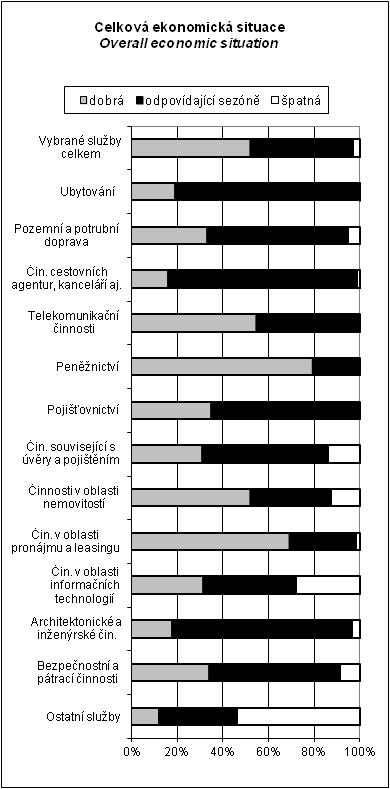 Celková ekonomická situace
Overall economic situation
dobrá odpovídající sezóně špatná
Vybrané služby
celkem
Ubytování
Pozemní a potrubní
doprava
Čin. cestovních
agentur, kanceláří aj.
Telekomunikační
činnosti
Peněžnictví
Pojišťovnictví
Čin. související s
úvěry a pojištěním
Činnosti v oblasti
nemovitostí
Čin. v oblasti
pronájmu a leasingu
Čin. v oblasti
informačních
technologií
Architektonické a
inženýrské čin.
Bezpečnostní a
pátrací činnosti
Ostatní služby
0% 20% 40% 60% 80% 100%